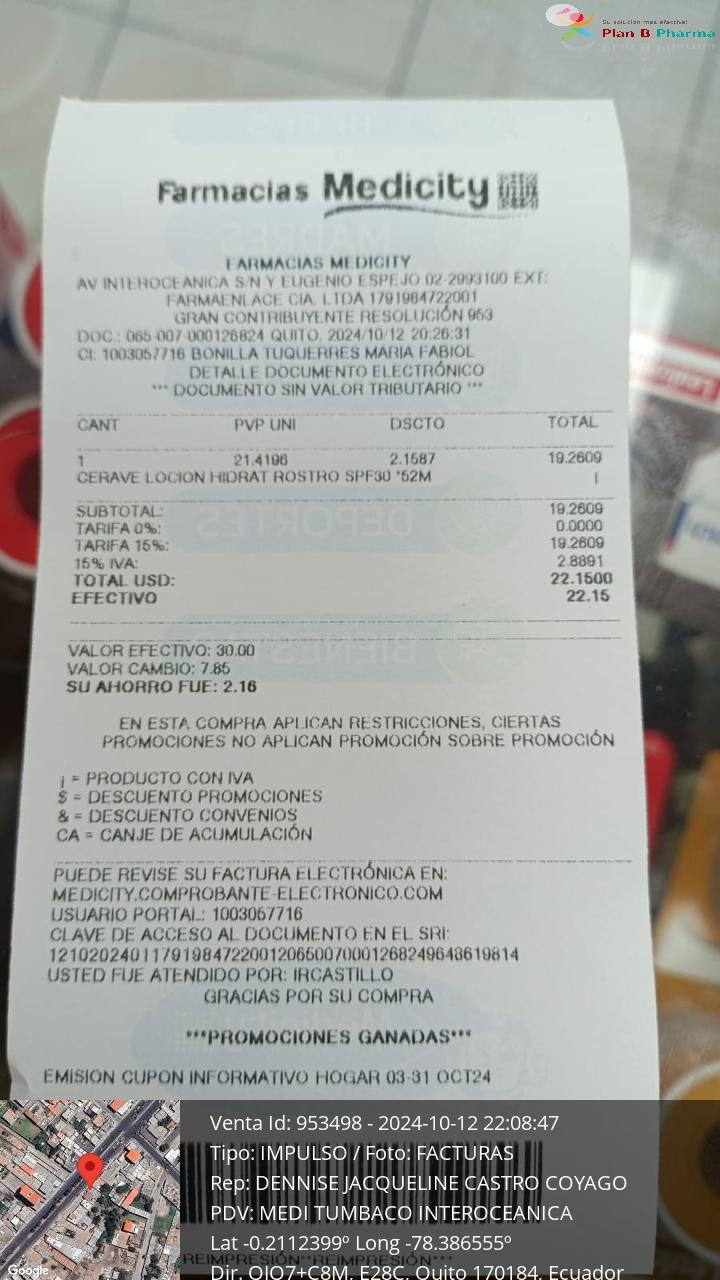 Su solución más efectiva!
Plan B Pharma
Farmacias Medicity
FARMACIAS MEDICITY
AV INTEROCEANICA S/N Y EUGENIO ESPEJO 02-2993100 EXT:
FARMAENLACE CIA. LTDA 1791984722001
GRAN CONTRIBUYENTE RESOLUCIÓN 953
DOC.: 065-007-000126824 QUITO, 2024/10/12 20:26:31
CI: 1003057716 BONILLA TUQUERRES MARIA FABIOL
DETALLE DOCUMENTO ELECTRÓNICO
*** DOCUMENTO SIN VALOR TRIBUTARIO ***
CANT PVP UNI DSCTO TOTAL
1 21.4196 2.1587 19.2609
CERAVE LOCION HIDRAT ROSTRO SPF30 *52M ¡
SUBTOTAL: 19.2609
TARIFA 0%: 0.0000
TARIFA 15%: 19.2609
15% IVA: 2.8891
TOTAL USD: 22.1500
EFECTIVO 22.15
VALOR EFECTIVO: 30.00
VALOR CAMBIO: 7.85
SU AHORRO FUE: 2.16
EN ESTA COMPRA APLICAN RESTRICCIONES, CIERTAS
PROMOCIONES NO APLICAN PROMOCIÓN SOBRE PROMOCIÓN
¡ = PRODUCTO CON IVA
$ = DESCUENTO PROMOCIONES
& = DESCUENTO CONVENIOS
CA = CANJE DE ACUMULACIÓN
PUEDE REVISE SU FACTURA ELECTRÓNICA EN:
MEDICITY.COMPROBANTE-ELECTRONICO.COM
USUARIO PORTAL: 1003057716
CLAVE DE ACCESO AL DOCUMENTO EN EL SRI:
1210202401179198472200120650070001268249648619814
USTED FUE ATENDIDO POR: IRCASTILLO
GRACIAS POR SU COMPRA
***PROMOCIONES GANADAS***
EMISION CUPON INFORMATIVO HOGAR 03-31 OCT24
Venta Id: 953498 - 2024-10-12 22:08:47
Tipo: IMPULSO / Foto: FACTURAS
Rep: DENNISE JACQUELINE CASTRO COYAGO
PDV: MEDI TUMBACO INTEROCEANICA
Lat -0.2112399º Long -78.386555º
REIMPRESIÓN**REIMPRESIÓN***
Dir. QJQ7+C8M, E28C, Quito 170184, Ecuador
Google